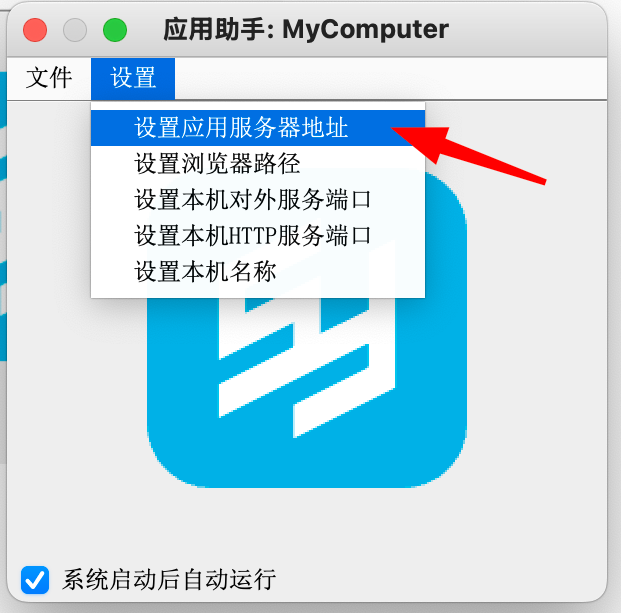 应用助手: MyComputer
文件 设置
设置应用服务器地址
设置浏览器路径
设置本机对外服务端口
设置本机HTTP服务端口
设置本机名称
系统启动后自动运行